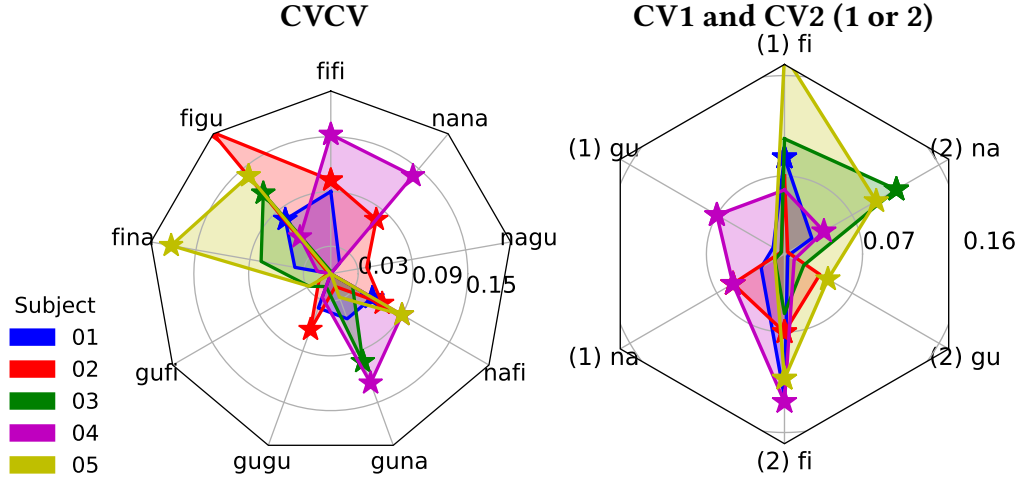 CVCV
CV1 and CV2 (1 or 2)
fifi
nana
nagu
nafi
guna
gugu
gufi
fina
figu
0.03
0.09
0.15
(1) fi
(2) na
(2) gu
(2) fi
(1) na
(1) gu
0.07
0.16
Subject
01
02
03
04
05